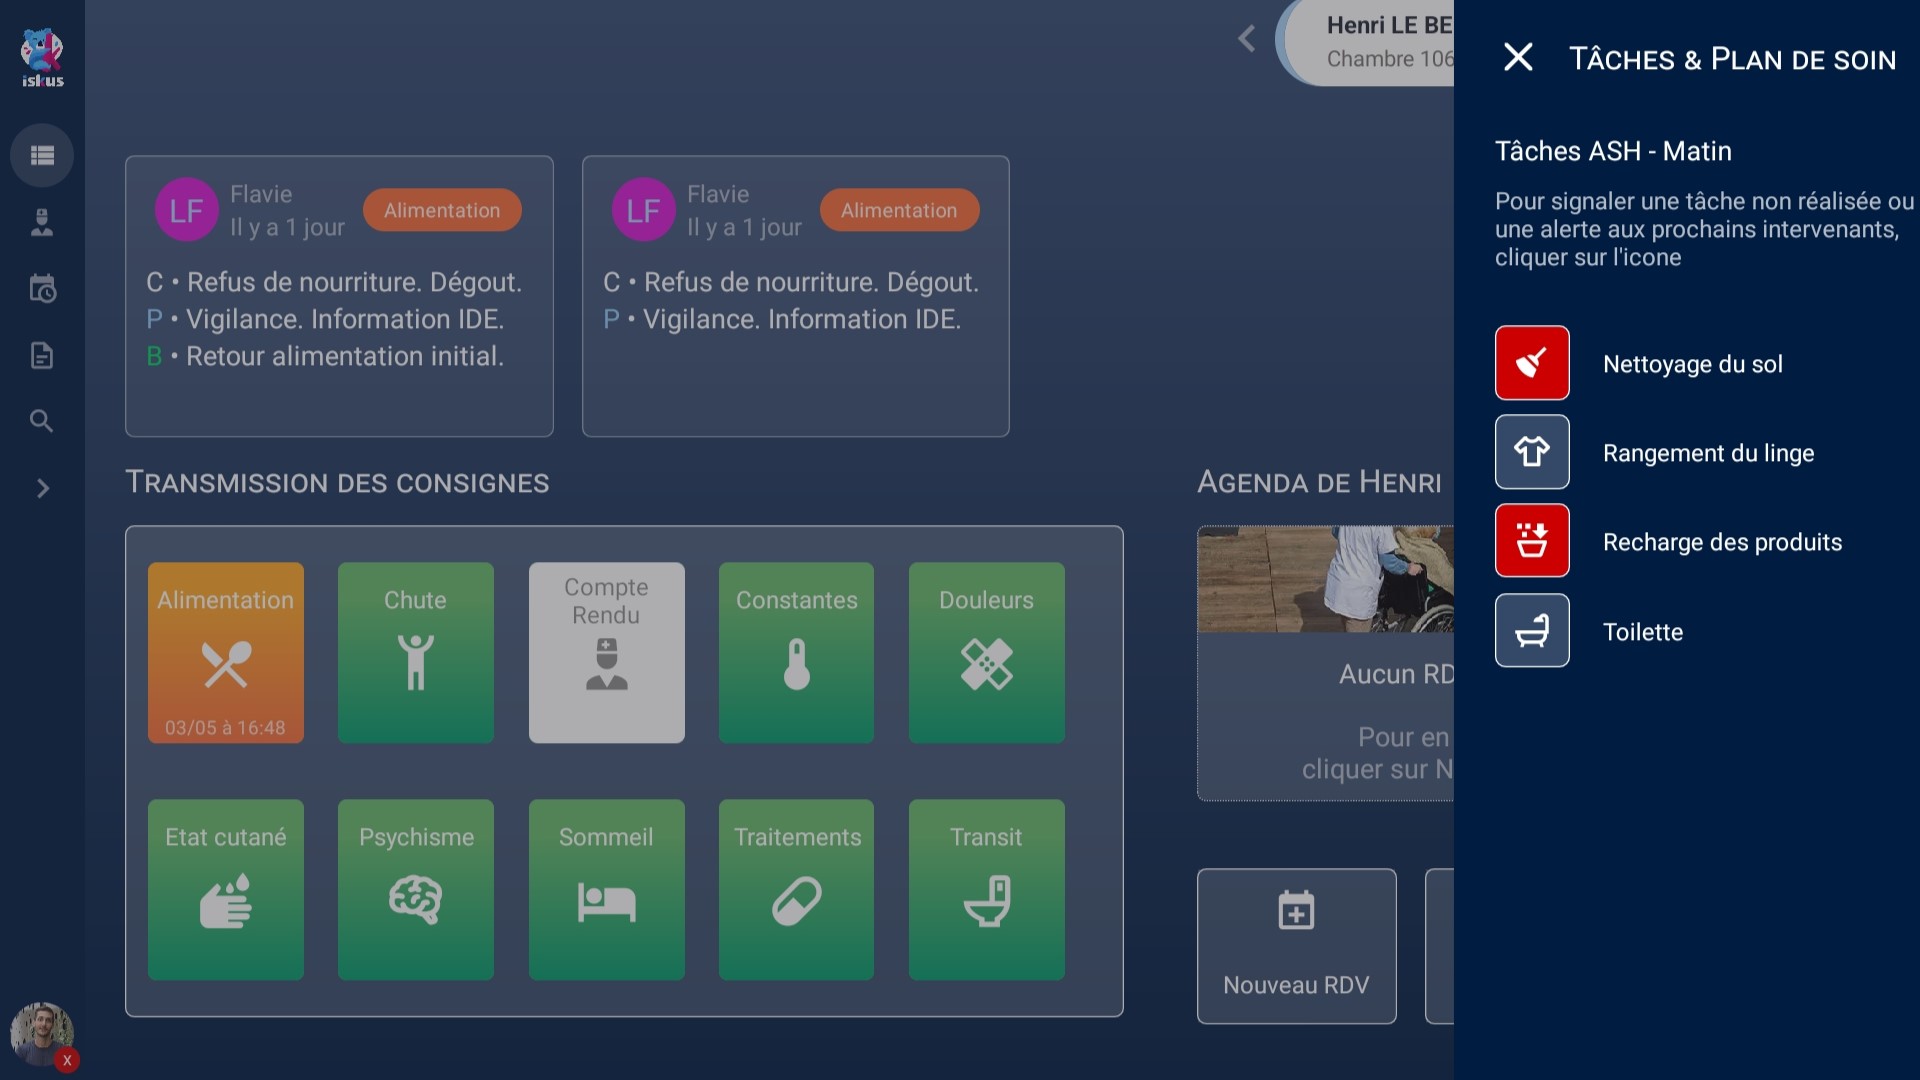 iskus
Henri LE BE
Chambre 106
LF
Flavie
Il y a 1 jour
Alimentation
C • Refus de nourriture. Dégout.
P • Vigilance. Information IDE.
B • Retour alimentation initial.
LF
Flavie
Il y a 1 jour
Alimentation
C • Refus de nourriture. Dégout.
P • Vigilance. Information IDE.
TRANSMISSION DES CONSIGNES
Alimentation
03/05 à 16:48
Chute
Compte
Rendu
Constantes
Douleurs
Etat cutané
Psychisme
Sommeil
Traitements
Transit
AGENDA DE HENRI
Aucun RD
Pour en
cliquer sur N
Nouveau RDV
X
TÂCHES & PLAN DE SOIN
Tâches ASH - Matin
Pour signaler une tâche non réalisée ou
une alerte aux prochains intervenants,
cliquer sur l'icone
Nettoyage du sol
Rangement du linge
Recharge des produits
Toilette